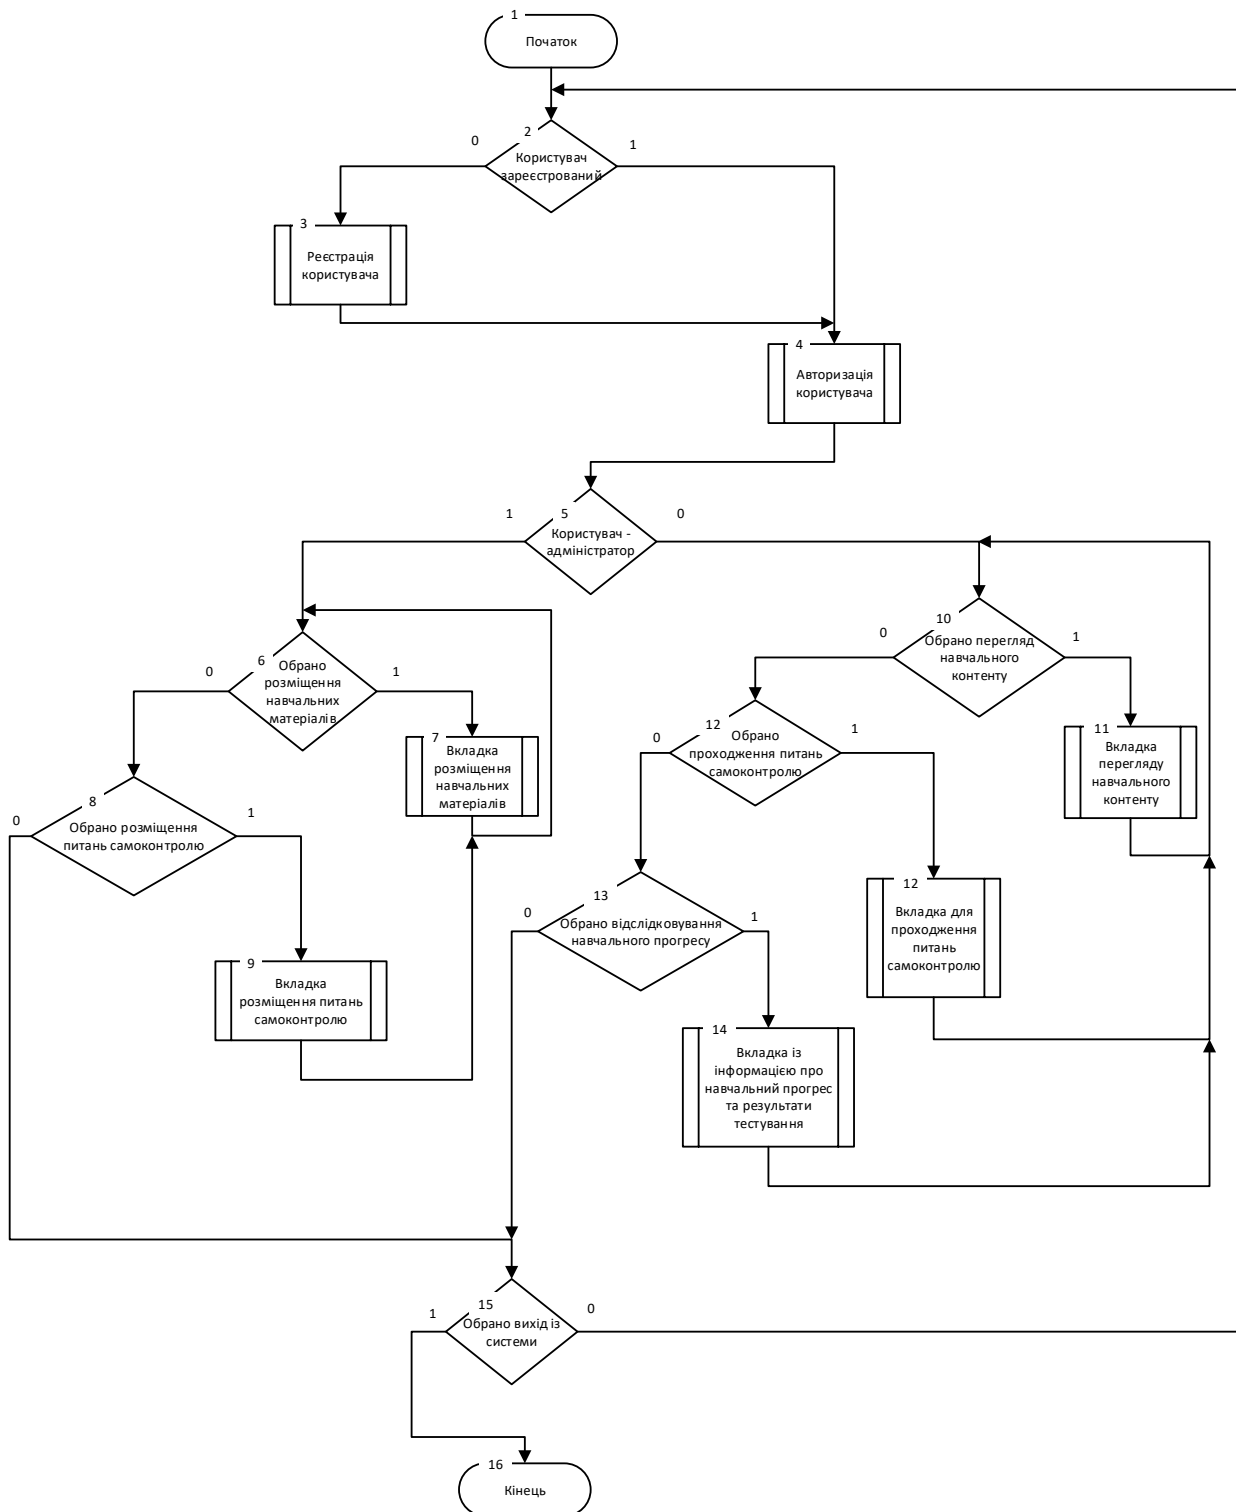 1
Початок
2
0
1
Користувач
зареєстрований
3
Реєстрація
користувача
4
Авторизація
користувача
1
5
0
Користувач -
адміністратор
10
0
1
Обрано перегляд
навчального
контенту
6
0
1
Обрано
розміщення
навчальних
матеріалів
7
Вкладка
розміщення
навчальних
матеріалів
12
0
1
Обрано
проходження питань
самоконтролю
11
Вкладка
перегляду
навчального
контенту
8
0
1
Обрано розміщення
питань самоконтролю
12
Вкладка для
проходження
питань
самоконтролю
13
0
1
Обрано відслідковування
навчального прогресу
9
Вкладка
розміщення питань
самоконтролю
14
Вкладка із
інформацією про
навчальний прогрес
та результати
тестування
15
1
0
Обрано вихід із
системи
16
Кінець